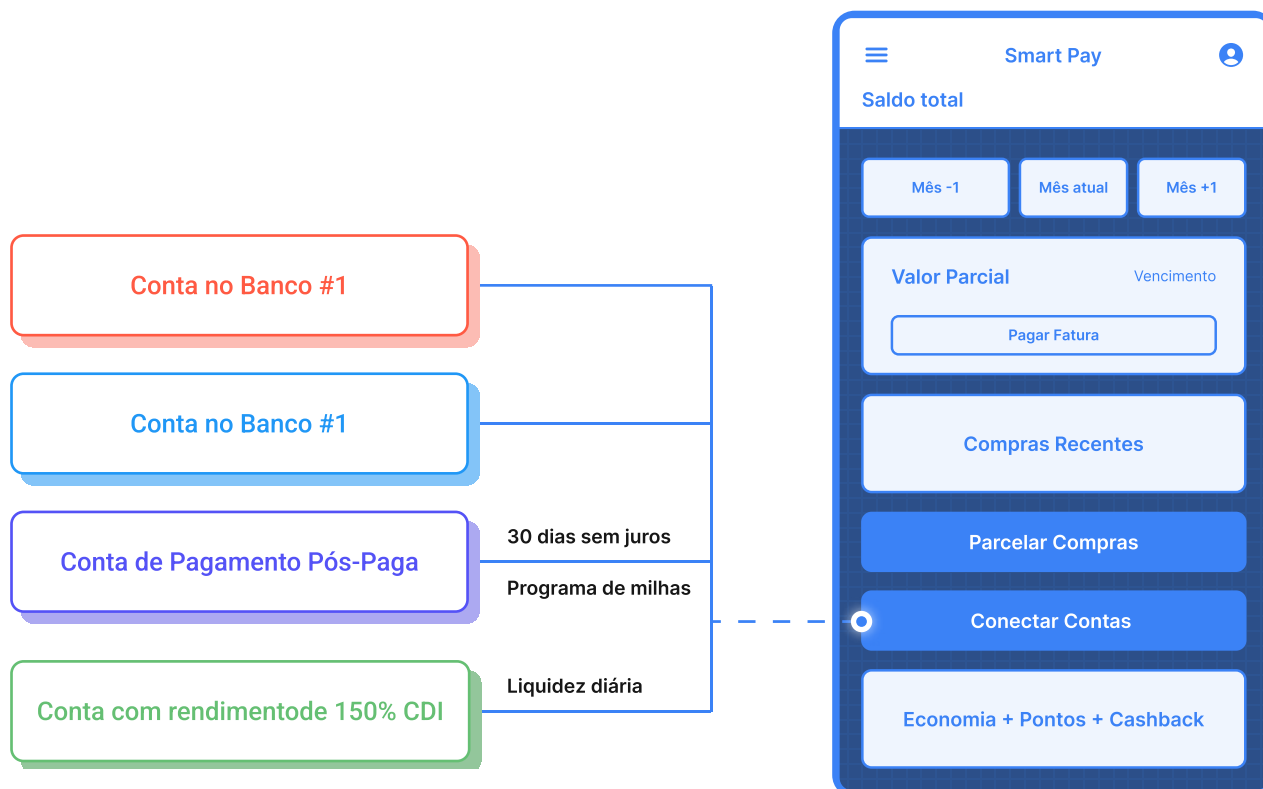 Conta no Banco #1
Conta no Banco #1
Conta de Pagamento Pós-Paga
Conta com rendimentode 150% CDI
30 dias sem juros
Programa de milhas
Liquidez diária
Smart Pay
Saldo total
Mês -1
Mês atual
Mês +1
Valor Parcial
Vencimento
Pagar Fatura
Compras Recentes
Parcelar Compras
Conectar Contas
Economia + Pontos + Cashback